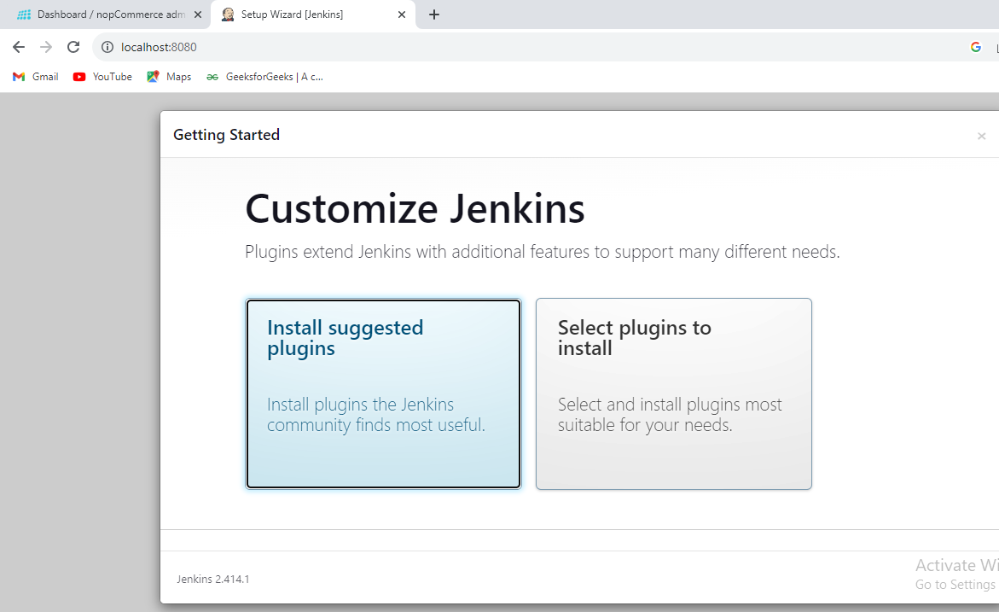 Dashboard / nopCommerce adm
Setup Wizard [Jenkins]
localhost:8080
Gmail
YouTube
Maps
GeeksforGeeks | A c...
Getting Started
Customize Jenkins
Plugins extend Jenkins with additional features to support many different needs.
Install suggested
plugins
Install plugins the Jenkins
community finds most useful.
Select plugins to
install
Select and install plugins most
suitable for your needs.
Jenkins 2.414.1
Activate Wi
Go to Settings